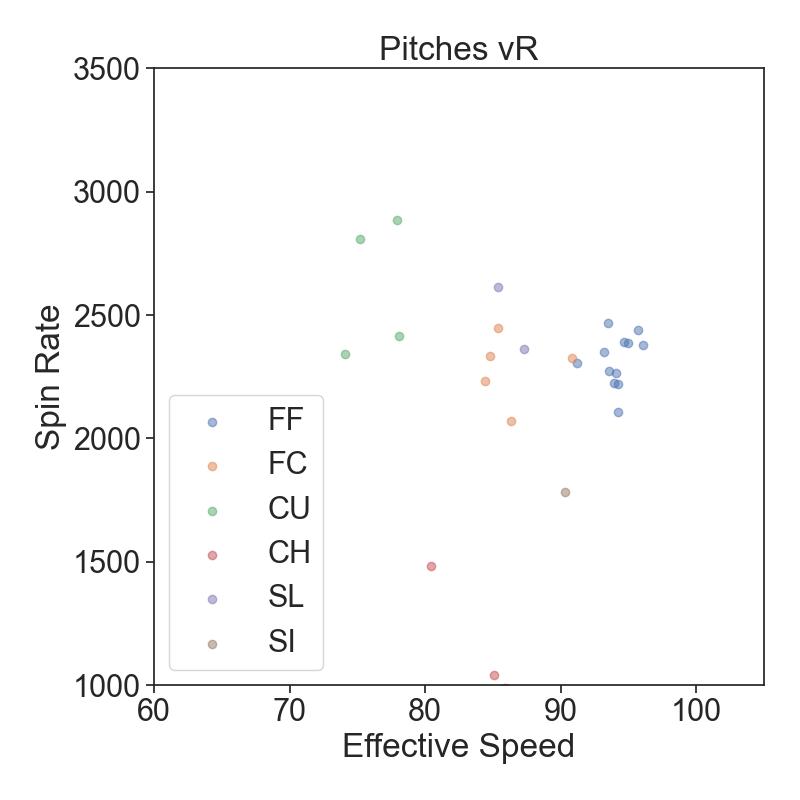 Pitches vR
3500
3000
2500
2000
1500
1000
Spin Rate
FF
FC
CU
CH
SL
SI
60 70 80 90 100
Effective Speed